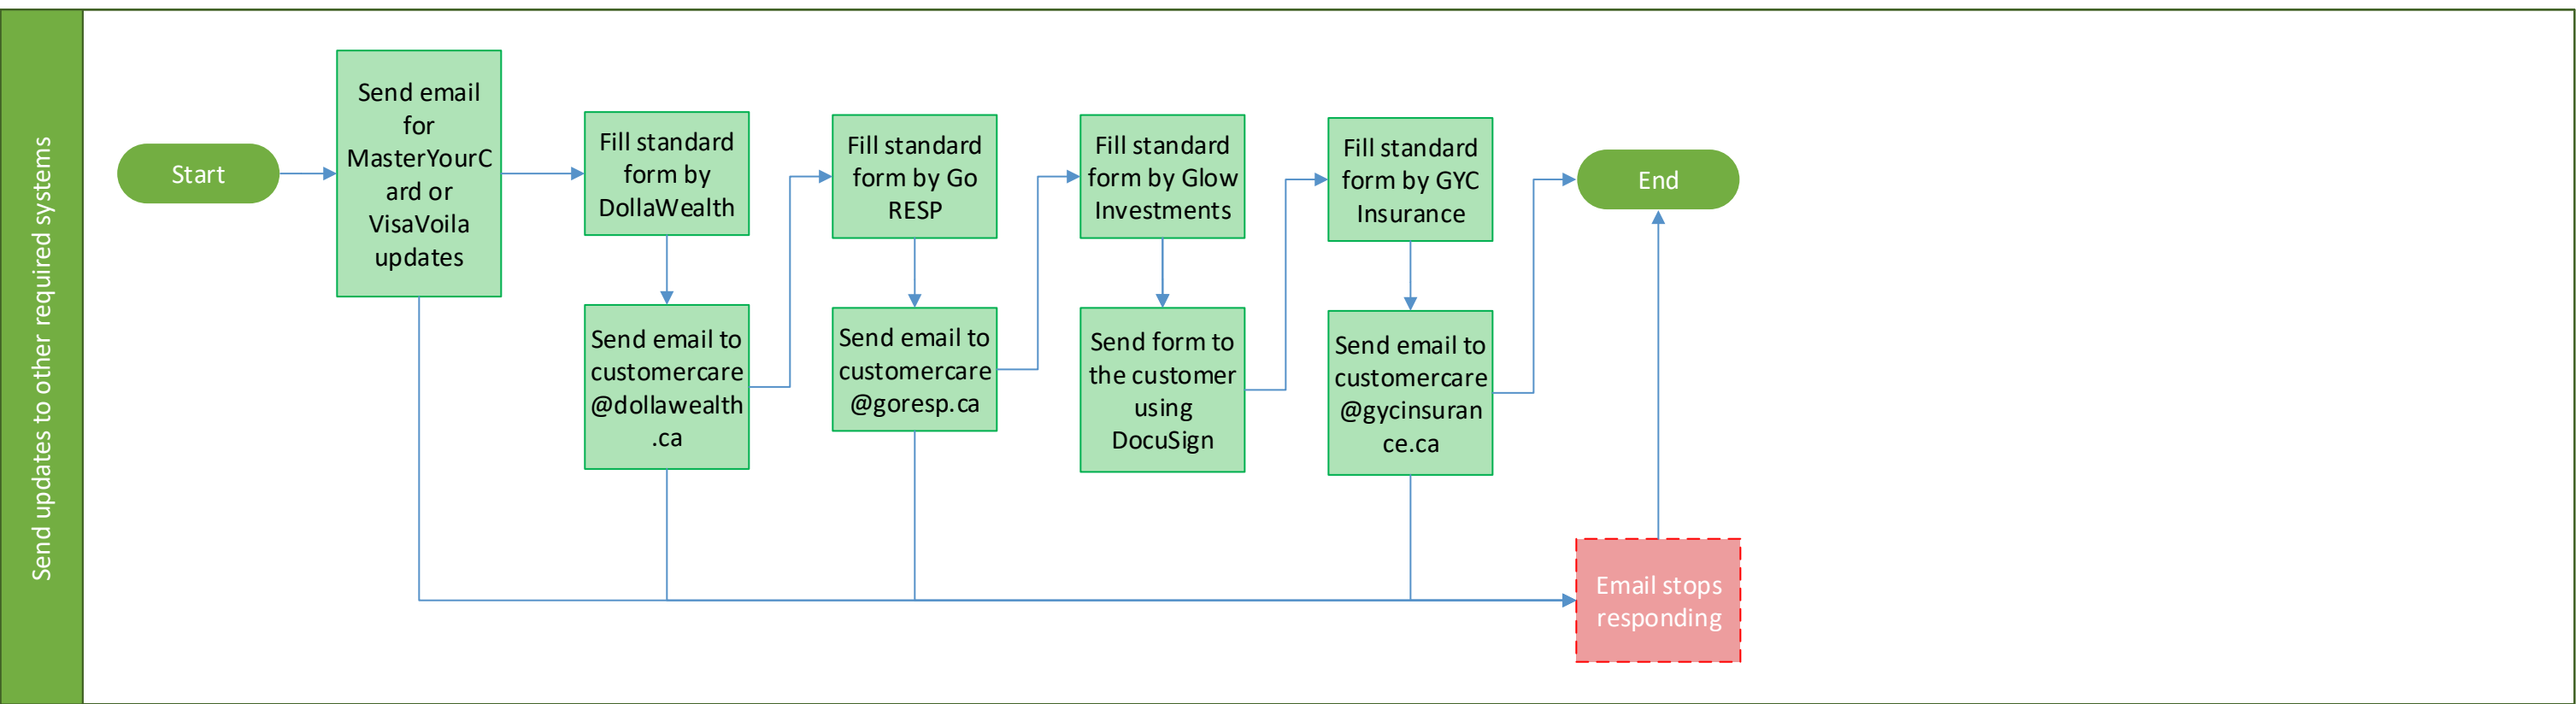 Send updates to other required systems
Start
Send email
for
MasterYourC
ard or
VisaVoila
updates
Fill standard
form by
DollaWealth
Send email to
customercare
@dollawealth
.ca
Fill standard
form by Go
RESP
Send email to
customercare
@goresp.ca
Fill standard
form by Glow
Investments
Send form to
the customer
using
DocuSign
Fill standard
form by GYC
Insurance
Send email to
customercare
@gycinsuran
ce.ca
End
Email stops
responding